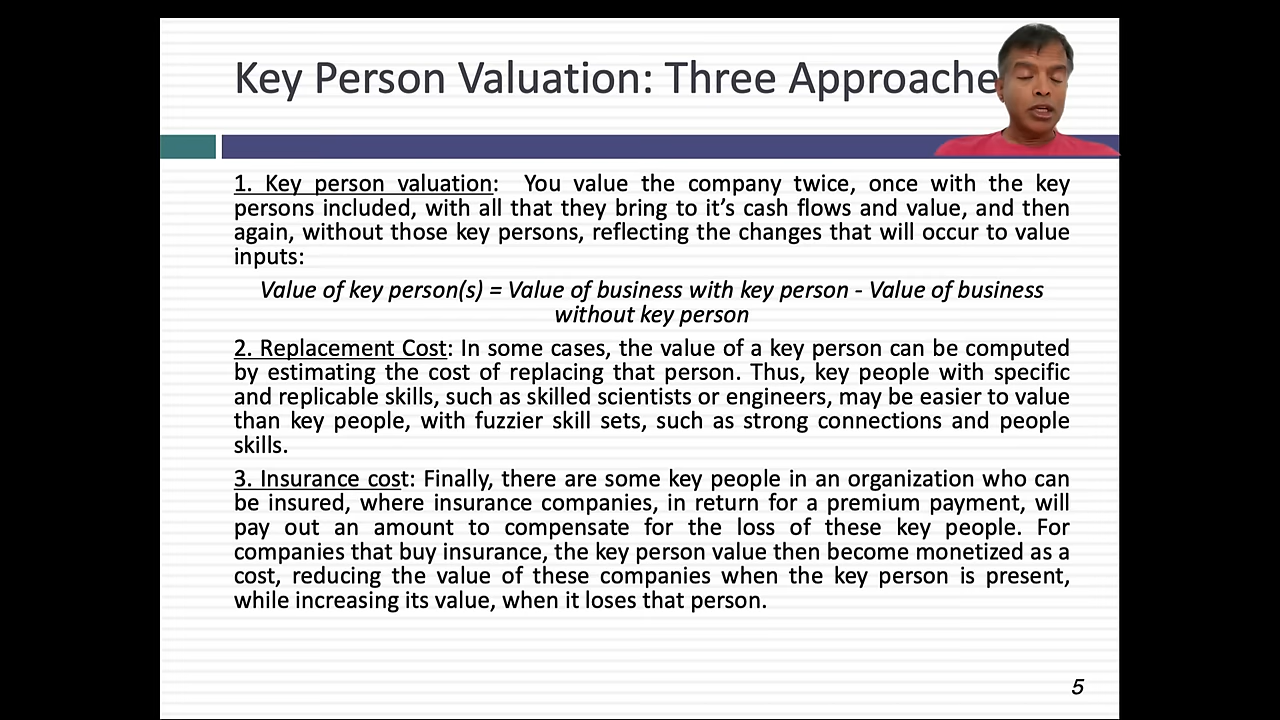 Key Person Valuation: Three Approache
1. Key person valuation: You value the company twice, once with the key
persons included, with all that they bring to it’s cash flows and value, and then
again, without those key persons, reflecting the changes that will occur to value
inputs:
Value of key person(s) = Value of business with key person - Value of business
without key person
2. Replacement Cost: In some cases, the value of a key person can be computed
by estimating the cost of replacing that person. Thus, key people with specific
and replicable skills, such as skilled scientists or engineers, may be easier to value
than key people, with fuzzier skill sets, such as strong connections and people
skills.
3. Insurance cost: Finally, there are some key people in an organization who can
be insured, where insurance companies, in return for a premium payment, will
pay out an amount to compensate for the loss of these key people. For
companies that buy insurance, the key person value then become monetized as a
cost, reducing the value of these companies when the key person is present,
while increasing its value, when it loses that person.
5